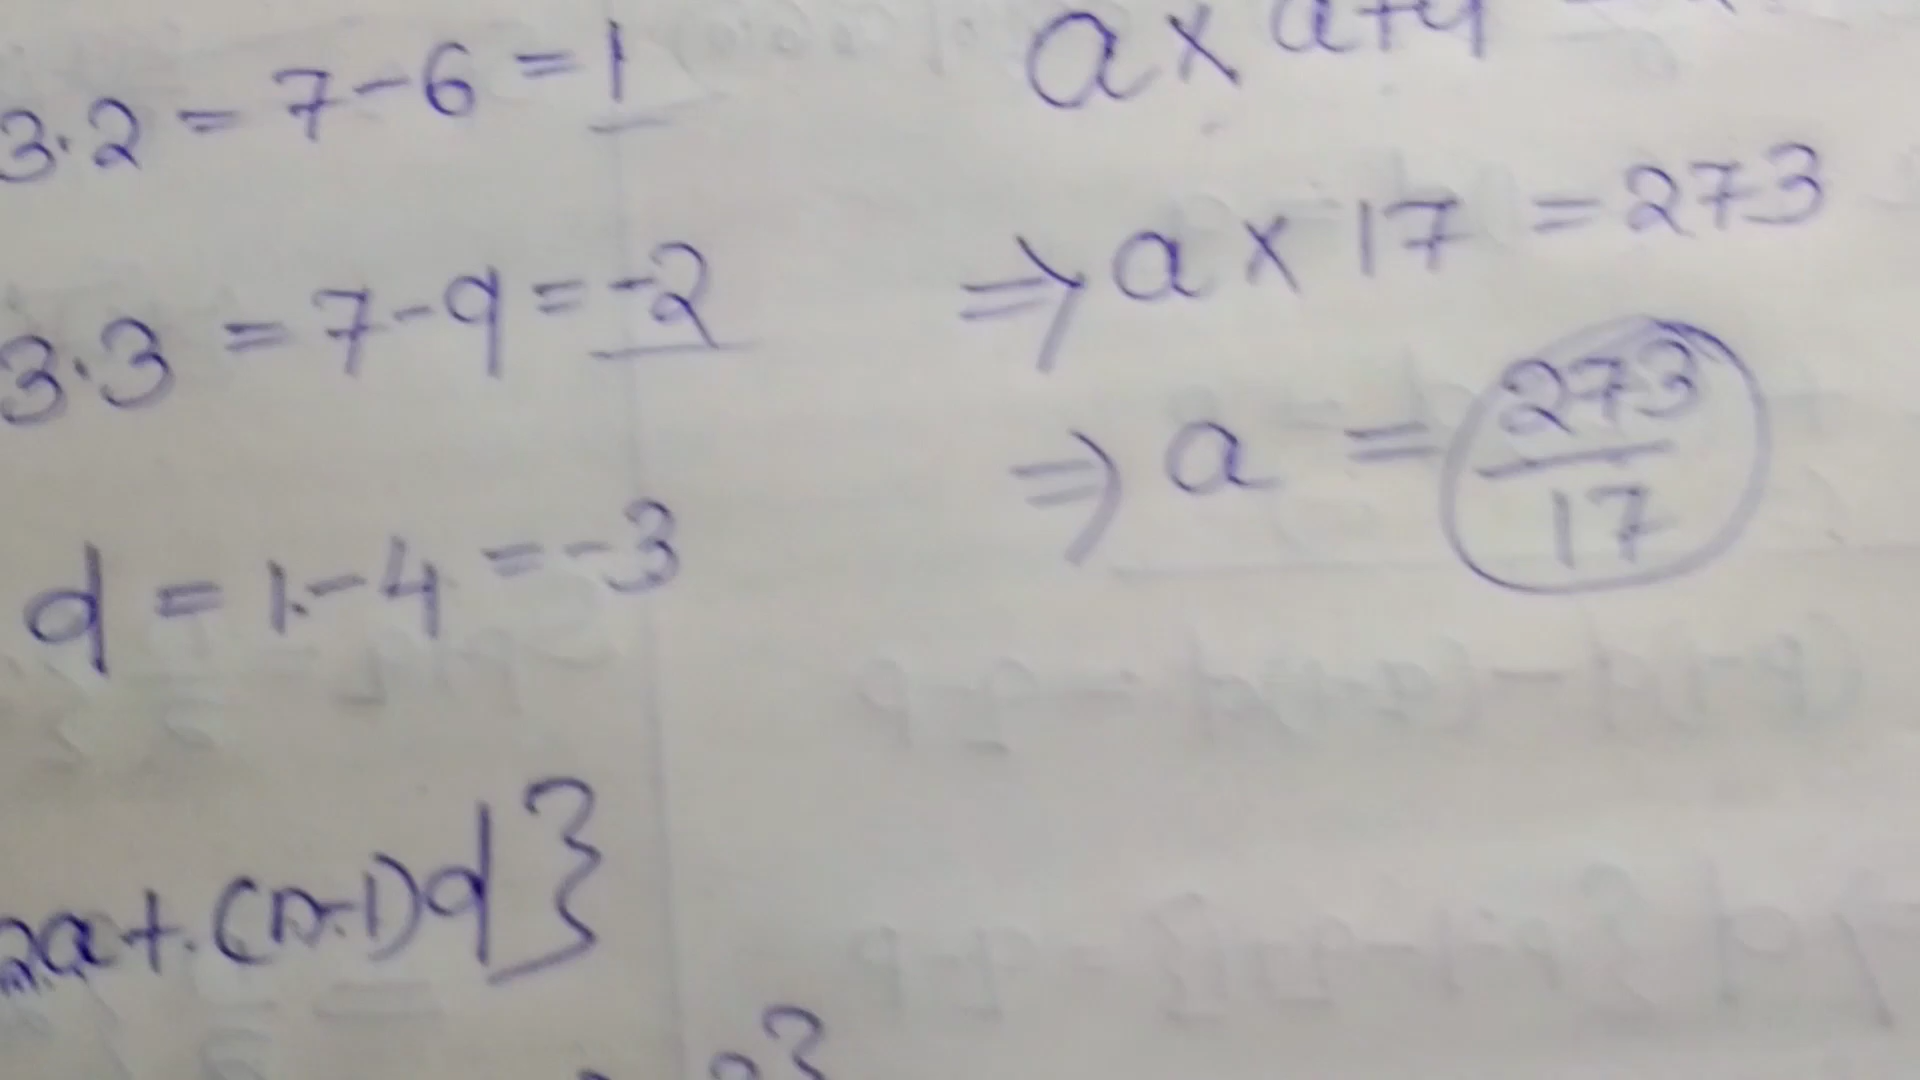 3.2 = 7-6 = 1
3.3 = 7-9 = -2
d = 1.-4 = -3
2a+.(n-1)d}
a × a+4
⇒ a × 17 = 273
⇒ a = 273/17